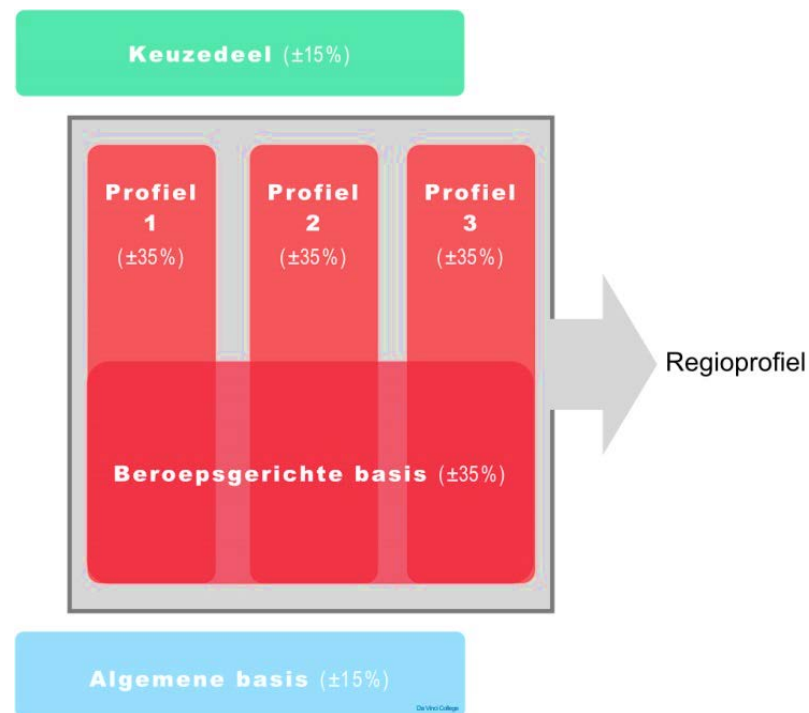 Keuzedeel (±15%)
Profiel
1
(±35%)
Profiel
2
(±35%)
Profiel
3
(±35%)
Regioprofiel
Beroepsgerichte basis (±35%)
Algemene basis (±15%)
Da Vinci College